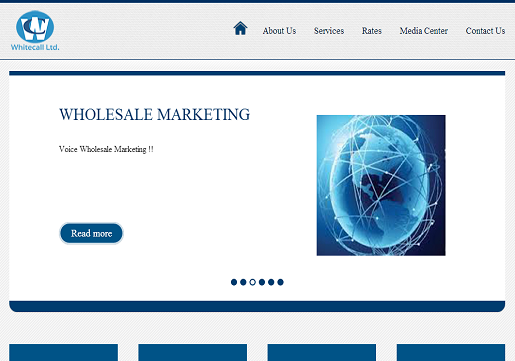 Whitecall Ltd.
About Us Services Rates Media Center Contact Us
WHOLESALE MARKETING
Voice Wholesale Marketing !!
Read more